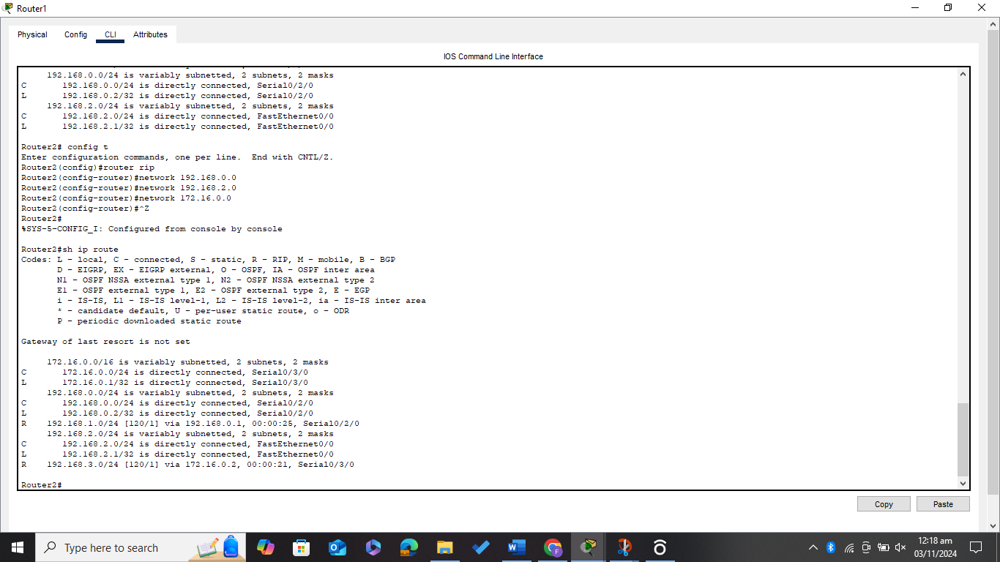 Router1
Physical Config CLI Attributes
IOS Command Line Interface
192.168.0.0/24 is variably subnetted, 2 subnets, 2 masks
C 192.168.0.0/24 is directly connected, Serial0/2/0
L 192.168.0.2/32 is directly connected, Serial0/2/0
192.168.2.0/24 is variably subnetted, 2 subnets, 2 masks
C 192.168.2.0/24 is directly connected, FastEthernet0/0
L 192.168.2.1/32 is directly connected, FastEthernet0/0
Router2# config t
Enter configuration commands, one per line. End with CNTL/Z.
Router2(config)#router rip
Router2(config-router)#network 192.168.0.0
Router2(config-router)#network 192.168.2.0
Router2(config-router)#network 172.16.0.0
Router2(config-router)#^Z
Router2#
%SYS-5-CONFIG_I: Configured from console by console
Router2#sh ip route
Codes: L - local, C - connected, S - static, R - RIP, M - mobile, B - BGP
D - EIGRP, EX - EIGRP external, O - OSPF, IA - OSPF inter area
N1 - OSPF NSSA external type 1, N2 - OSPF NSSA external type 2
E1 - OSPF external type 1, E2 - OSPF external type 2, E - EGP
i - IS-IS, L1 - IS-IS level-1, L2 - IS-IS level-2, ia - IS-IS inter area
* - candidate default, U - per-user static route, o - ODR
P - periodic downloaded static route
Gateway of last resort is not set
172.16.0.0/16 is variably subnetted, 2 subnets, 2 masks
C 172.16.0.0/24 is directly connected, Serial0/3/0
L 172.16.0.1/32 is directly connected, Serial0/3/0
192.168.0.0/24 is variably subnetted, 2 subnets, 2 masks
C 192.168.0.0/24 is directly connected, Serial0/2/0
L 192.168.0.2/32 is directly connected, Serial0/2/0
R 192.168.1.0/24 [120/1] via 192.168.0.1, 00:00:25, Serial0/2/0
192.168.2.0/24 is variably subnetted, 2 subnets, 2 masks
C 192.168.2.0/24 is directly connected, FastEthernet0/0
L 192.168.2.1/32 is directly connected, FastEthernet0/0
R 192.168.3.0/24 [120/1] via 172.16.0.2, 00:00:21, Serial0/3/0
Router2#
Copy Paste
Type here to search
12:18 am
03/11/2024